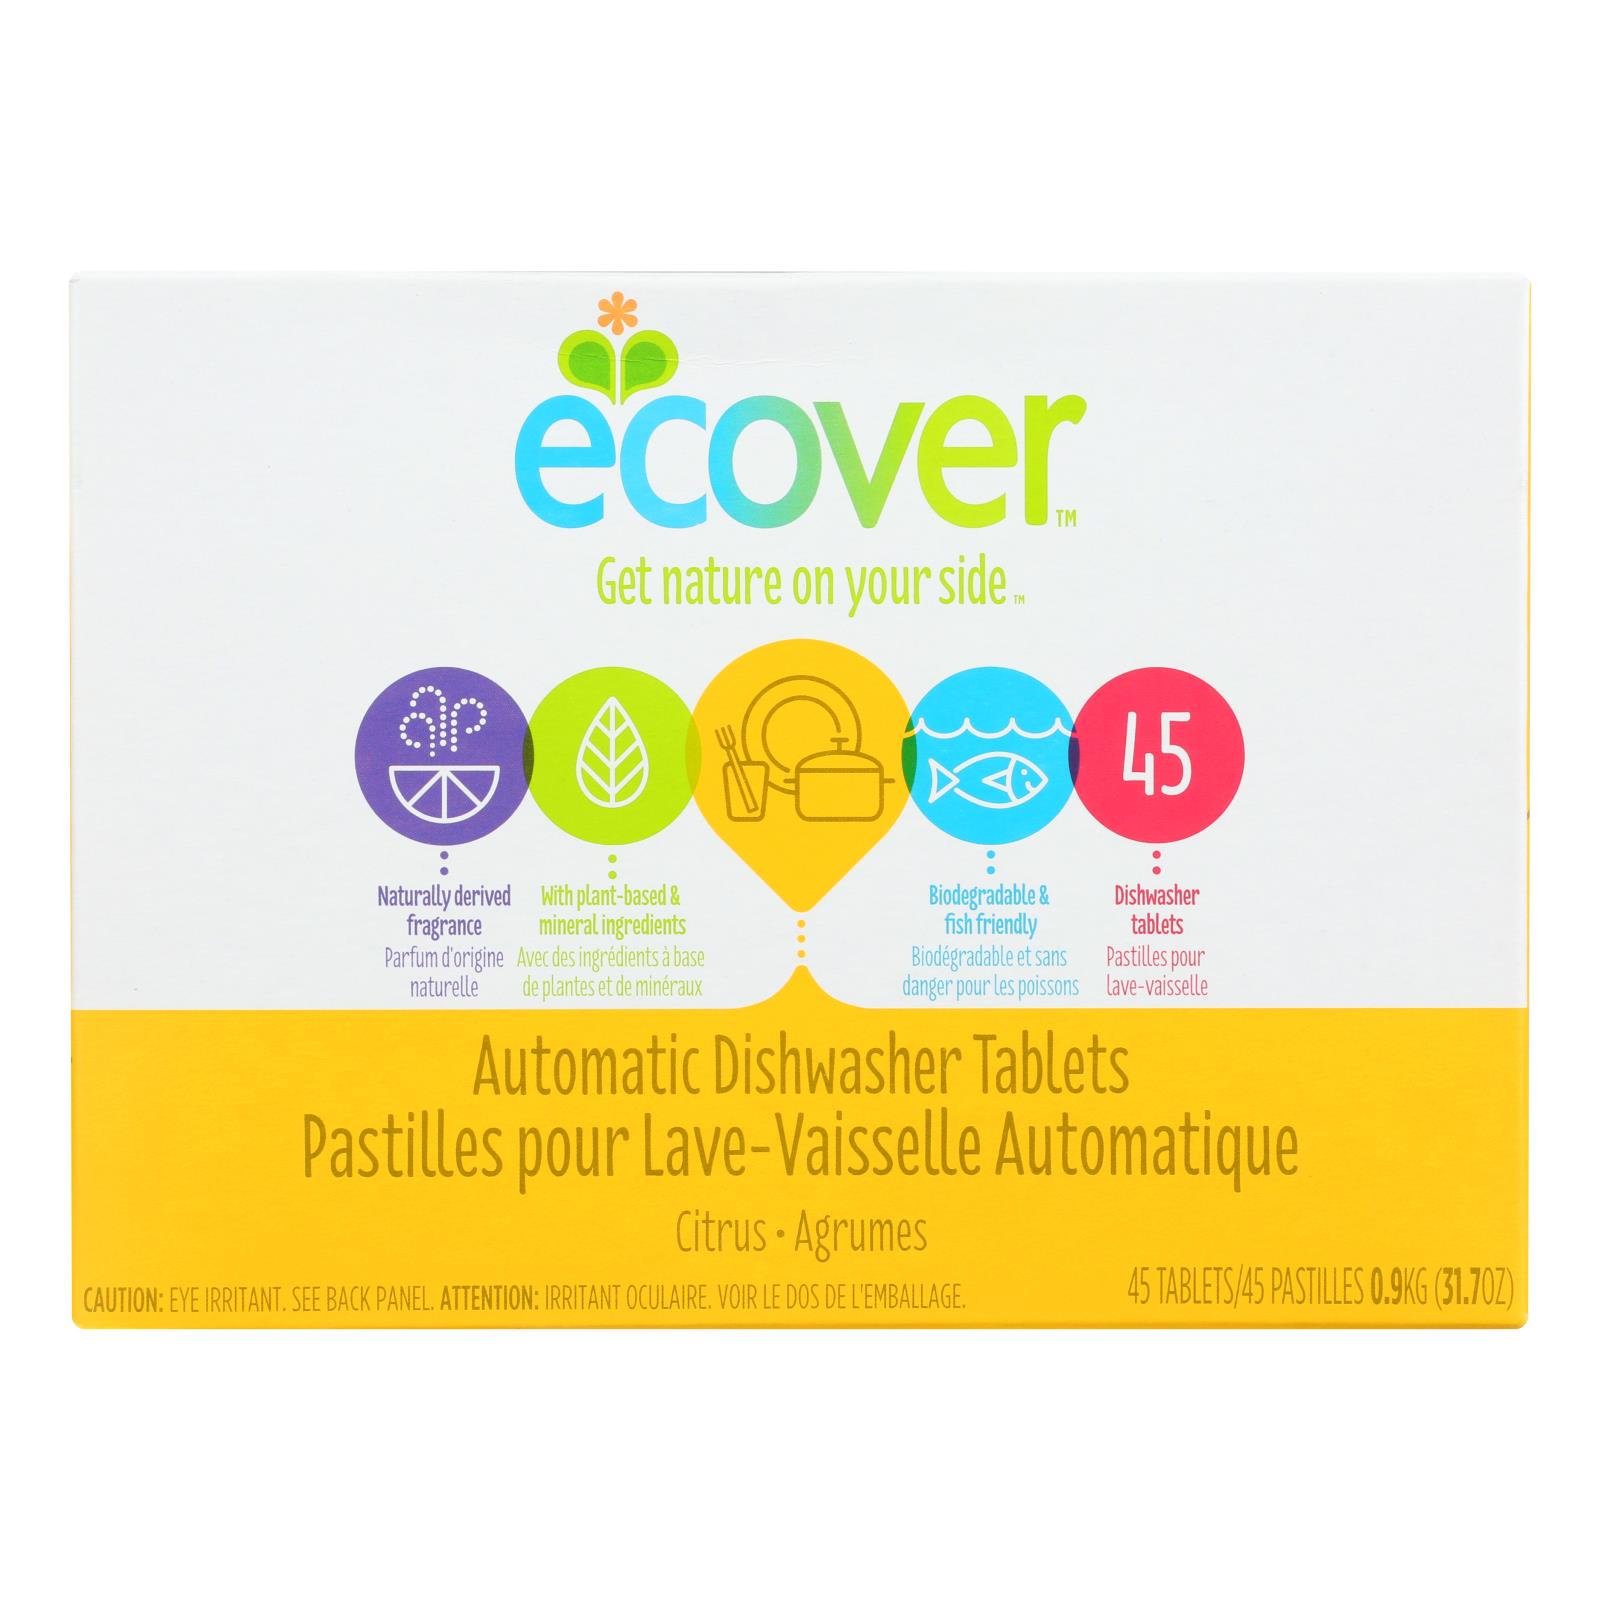 ecover™
Get nature on your side™
45
Naturally derived
fragrance
Parfum d'origine
naturelle
With plant-based &
mineral ingredients
Avec des ingrédients à base
de plantes et de minéraux
Biodegradable &
fish friendly
Biodégradable et sans
danger pour les poissons
Dishwasher
tablets
Pastilles pour
lave-vaisselle
Automatic Dishwasher Tablets
Pastilles pour Lave-Vaisselle Automatique
Citrus • Agrumes
CAUTION: EYE IRRITANT. SEE BACK PANEL. ATTENTION: IRRITANT OCULAIRE. VOIR LE DOS DE L'EMBALLAGE.
45 TABLETS/45 PASTILLES 0.9KG (31.7OZ)